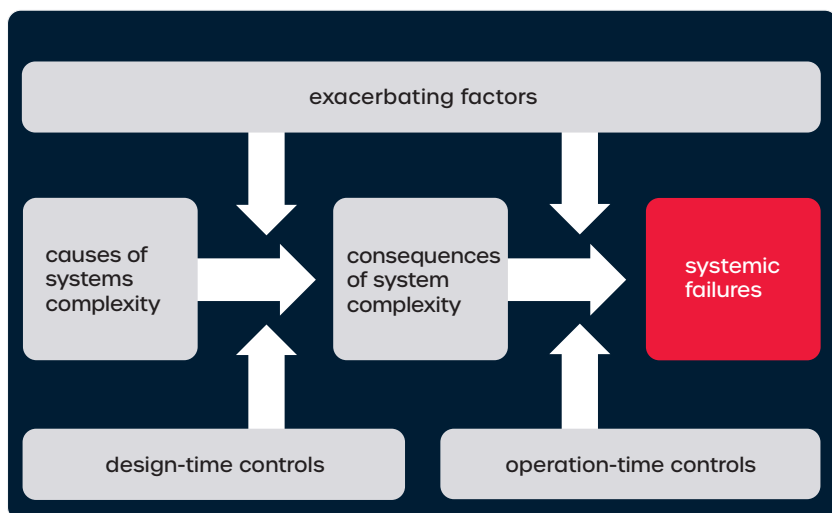 exacerbating factors
causes of
systems
complexity
consequences
of system
complexity
systemic
failures
design-time controls
operation-time controls